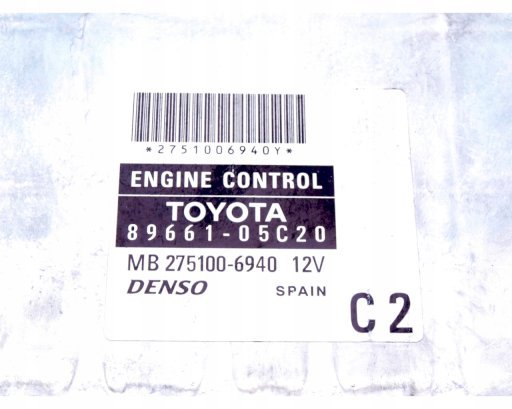 *2751006940Y*
ENGINE CONTROL
TOYOTA
89661-05C20
MB 275100-6940 12V
DENSO SPAIN
C2